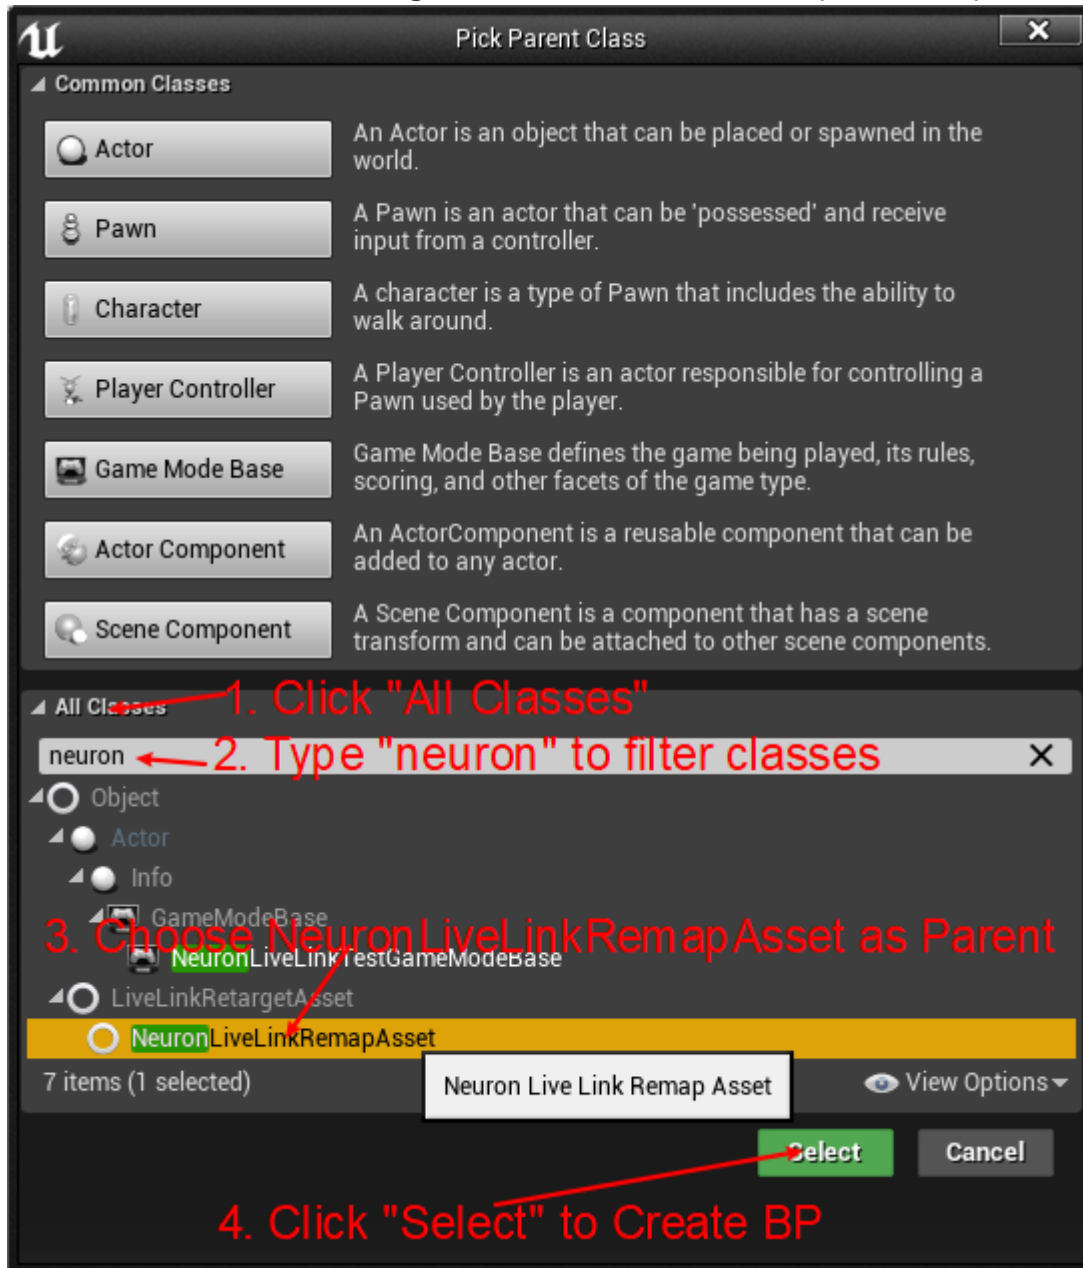 Pick Parent Class
Common Classes
Actor
An Actor is an object that can be placed or spawned in the
world.
Pawn
A Pawn is an actor that can be 'possessed' and receive
input from a controller.
Character
A character is a type of Pawn that includes the ability to
walk around.
Player Controller
A Player Controller is an actor responsible for controlling a
Pawn used by the player.
Game Mode Base
Game Mode Base defines the game being played, its rules,
scoring, and other facets of the game type.
Actor Component
An ActorComponent is a reusable component that can be
added to any actor.
Scene Component
A Scene Component is a component that has a scene
transform and can be attached to other scene components.
All Classes
1. Click "All Classes"
neuron
2. Type "neuron" to filter classes
Object
Actor
Info
GameModeBase
3. Choose NeuronLiveLinkRemapAsset as Parent
NeuronLiveLinkTestGameModeBase
LiveLinkRetargetAsset
NeuronLiveLinkRemapAsset
7 items (1 selected)
Neuron Live Link Remap Asset
View Options
Select
Cancel
4. Click "Select" to Create BP